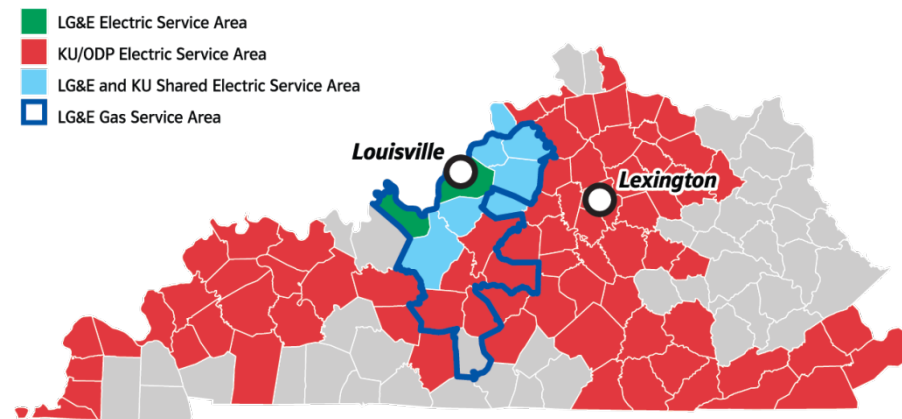 LG&E Electric Service Area
KU/ODP Electric Service Area
LG&E and KU Shared Electric Service Area
LG&E Gas Service Area
Louisville
Lexington